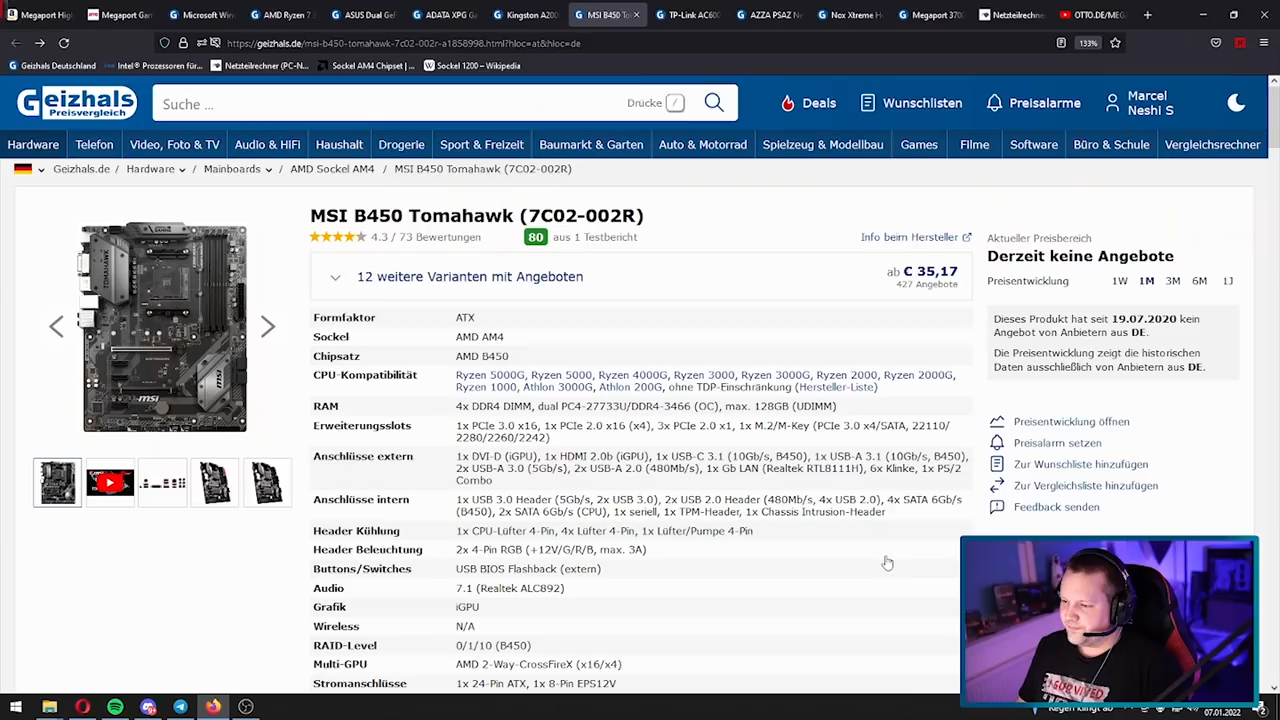 Megaport High
Megaport Gam
Microsoft Win
AMD Ryzen 7
ASUS Dual GeF
ADATA XPG Ga
Kingston A200
MSI B450 To
TP-Link AC600
AZZA PSAZ
Nox Xtreme H
Megaport 370
Netzteilrechner
OTTO.DE/MEG
https://geizhals.de/msi-b450-tomahawk-7c02-002r-a1858998.html?hloc=at&hloc=de
133%
Geizhals Deutschland
Intel® Prozessoren für...
Netzteilrechner (PC-N...
Sockel AM4 Chipset | ...
Sockel 1200 – Wikipedia
Geizhals
Preisvergleich
Suche ...
Drücke /
Deals
Wunschlisten
Preisalarme
Marcel
Neshi S
Hardware Telefon Video, Foto & TV Audio & HiFi Haushalt Drogerie Sport & Freizeit Baumarkt & Garten Auto & Motorrad Spielzeug & Modellbau Games Filme Software Büro & Schule Vergleichsrechner
Geizhals.de / Hardware / Mainboards / AMD Sockel AM4 / MSI B450 Tomahawk (7C02-002R)
MSI B450 Tomahawk (7C02-002R)
4.3 / 73 Bewertungen
80 aus 1 Testbericht
Info beim Hersteller
12 weitere Varianten mit Angeboten
ab € 35,17
427 Angebote
Formfaktor ATX
Sockel AMD AM4
Chipsatz AMD B450
CPU-Kompatibilität Ryzen 5000G, Ryzen 5000, Ryzen 4000G, Ryzen 3000, Ryzen 3000G, Ryzen 2000, Ryzen 2000G,
Ryzen 1000, Athlon 3000G, Athlon 200G, ohne TDP-Einschränkung (Hersteller-Liste)
RAM 4x DDR4 DIMM, dual PC4-27733U/DDR4-3466 (OC), max. 128GB (UDIMM)
Erweiterungsslots 1x PCIe 3.0 x16, 1x PCIe 2.0 x16 (x4), 3x PCIe 2.0 x1, 1x M.2/M-Key (PCIe 3.0 x4/SATA, 22110/
2280/2260/2242)
Anschlüsse extern 1x DVI-D (iGPU), 1x HDMI 2.0b (iGPU), 1x USB-C 3.1 (10Gb/s, B450), 1x USB-A 3.1 (10Gb/s, B450),
2x USB-A 3.0 (5Gb/s), 2x USB-A 2.0 (480Mb/s), 1x Gb LAN (Realtek RTL8111H), 6x Klinke, 1x PS/2
Combo
Anschlüsse intern 1x USB 3.0 Header (5Gb/s, 2x USB 3.0), 2x USB 2.0 Header (480Mb/s, 4x USB 2.0), 4x SATA 6Gb/s
(B450), 2x SATA 6Gb/s (CPU), 1x seriell, 1x TPM-Header, 1x Chassis Intrusion-Header
Header Kühlung 1x CPU-Lüfter 4-Pin, 4x Lüfter 4-Pin, 1x Lüfter/Pumpe 4-Pin
Header Beleuchtung 2x 4-Pin RGB (+12V/G/R/B, max. 3A)
Buttons/Switches USB BIOS Flashback (extern)
Audio 7.1 (Realtek ALC892)
Grafik iGPU
Wireless N/A
RAID-Level 0/1/10 (B450)
Multi-GPU AMD 2-Way-CrossFireX (x16/x4)
Stromanschlüsse 1x 24-Pin ATX, 1x 8-Pin EPS12V
Aktueller Preisbereich
Derzeit keine Angebote
Preisentwicklung 1W 1M 3M 6M 1J
Dieses Produkt hat seit 19.07.2020 kein
Angebot von Anbietern aus DE.
Die Preisentwicklung zeigt die historischen
Daten ausschließlich von Anbietern aus DE.
Preisentwicklung öffnen
Preisalarm setzen
Zur Wunschliste hinzufügen
Zur Vergleichsliste hinzufügen
Feedback senden
TOMAHAWK
msi
I SURVIVED
Regen klingt ab
07.01.2022